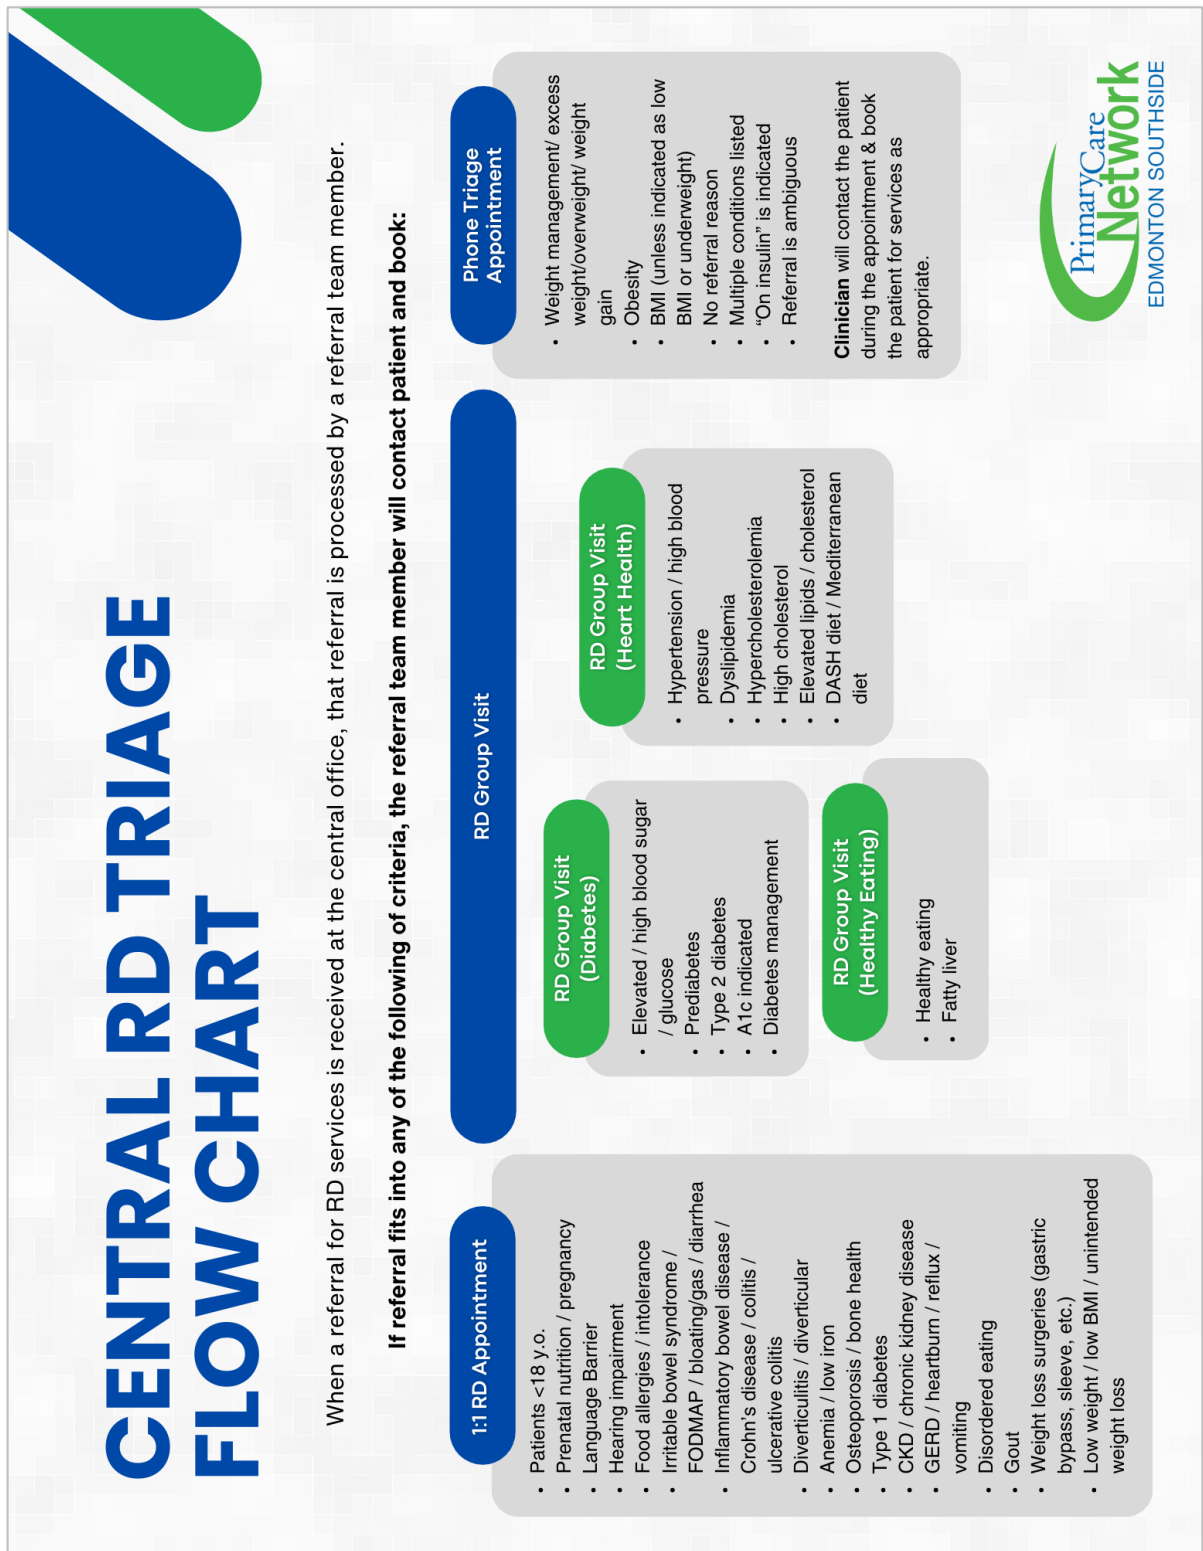 CENTRAL RD TRIAGE
FLOW CHART
When a referral for RD services is received at the central office, that referral is processed by a referral team member.
If referral fits into any of the following of criteria, the referral team member will contact patient and book:
1:1 RD Appointment
• Patients <18 y.o.
• Prenatal nutrition / pregnancy
• Language Barrier
• Hearing impairment
• Food allergies / intolerance
• Irritable bowel syndrome /
FODMAP / bloating/gas / diarrhea
• Inflammatory bowel disease /
Crohn's disease / colitis /
ulcerative colitis
• Diverticulitis / diverticular
• Anemia / low iron
• Osteoporosis / bone health
• Type 1 diabetes
• CKD / chronic kidney disease
• GERD / heartburn / reflux /
vomiting
• Disordered eating
• Gout
• Weight loss surgeries (gastric
bypass, sleeve, etc.)
• Low weight / low BMI / unintended
weight loss
RD Group Visit
RD Group Visit
(Diabetes)
• Elevated / high blood sugar
/ glucose
• Prediabetes
• Type 2 diabetes
• A1c indicated
• Diabetes management
RD Group Visit
(Healthy Eating)
• Healthy eating
• Fatty liver
RD Group Visit
(Heart Health)
• Hypertension / high blood
pressure
• Dyslipidemia
• Hypercholesterolemia
• High cholesterol
• Elevated lipids / cholesterol
• DASH diet / Mediterranean
diet
Phone Triage
Appointment
• Weight management/ excess
weight/overweight/ weight
gain
• Obesity
• BMI (unless indicated as low
BMI or underweight)
• No referral reason
• Multiple conditions listed
• “On insulin” is indicated
• Referral is ambiguous
Clinician will contact the patient
during the appointment & book
the patient for services as
appropriate.
PrimaryCare
Network
EDMONTON SOUTHSIDE